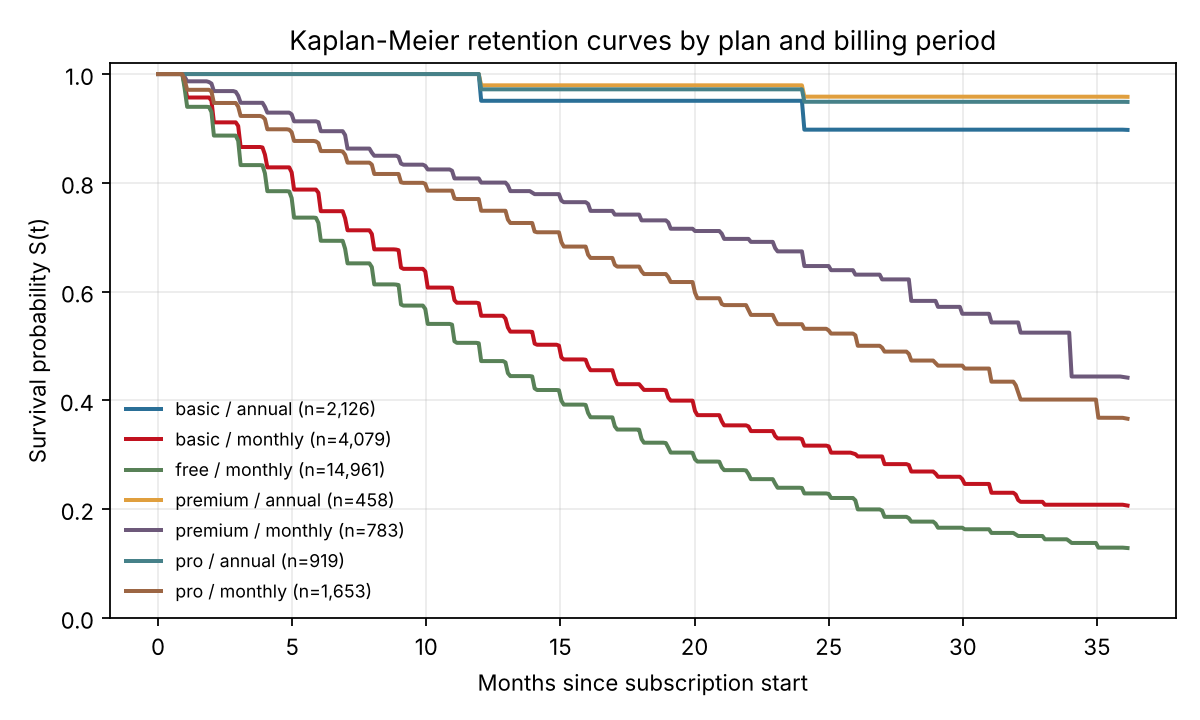 Kaplan-Meier retention curves by plan and billing period
Survival probability S(t)
1.0
0.8
0.6
0.4
0.2
0.0
basic / annual (n=2,126)
basic / monthly (n=4,079)
free / monthly (n=14,961)
premium / annual (n=458)
premium / monthly (n=783)
pro / annual (n=919)
pro / monthly (n=1,653)
0 5 10 15 20 25 30 35
Months since subscription start